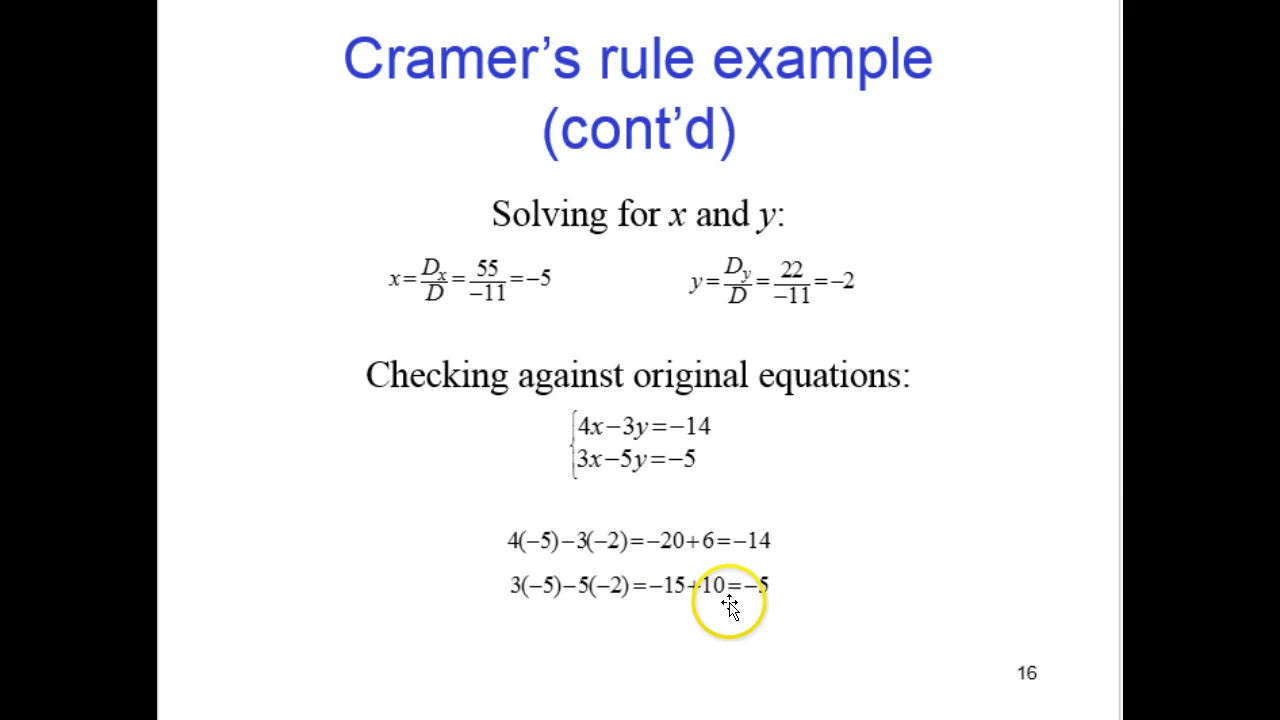 Cramer's rule example
(cont'd)
Solving for x and y:
x = D_x/D = 55/−11 = −5
y = D_y/D = 22/−11 = −2
Checking against original equations:
4x−3y=−14
3x−5y=−5
4(−5)−3(−2)=−20+6=−14
3(−5)−5(−2)=−15+10=−5
16